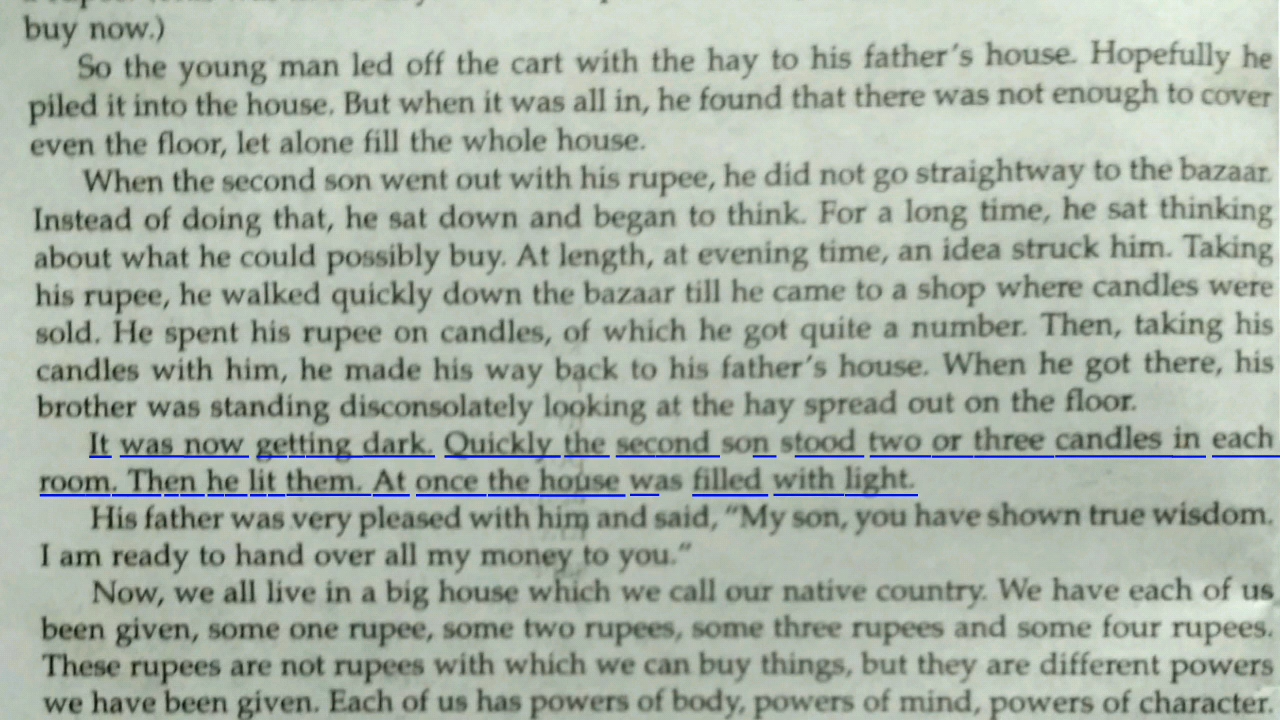 buy now.)
So the young man led off the cart with the hay to his father's house. Hopefully he
piled it into the house. But when it was all in, he found that there was not enough to cover
even the floor, let alone fill the whole house.
When the second son went out with his rupee, he did not go straightway to the bazaar.
Instead of doing that, he sat down and began to think. For a long time, he sat thinking
about what he could possibly buy. At length, at evening time, an idea struck him. Taking
his rupee, he walked quickly down the bazaar till he came to a shop where candles were
sold. He spent his rupee on candles, of which he got quite a number. Then, taking his
candles with him, he made his way back to his father's house. When he got there, his
brother was standing disconsolately looking at the hay spread out on the floor.
It was now getting dark. Quickly the second son stood two or three candles in each
room. Then he lit them. At once the house was filled with light.
His father was very pleased with him and said, "My son, you have shown true wisdom.
I am ready to hand over all my money to you."
Now, we all live in a big house which we call our native country. We have each of us
been given, some one rupee, some two rupees, some three rupees and some four rupees.
These rupees are not rupees with which we can buy things, but they are different powers
we have been given. Each of us has powers of body, powers of mind, powers of character.